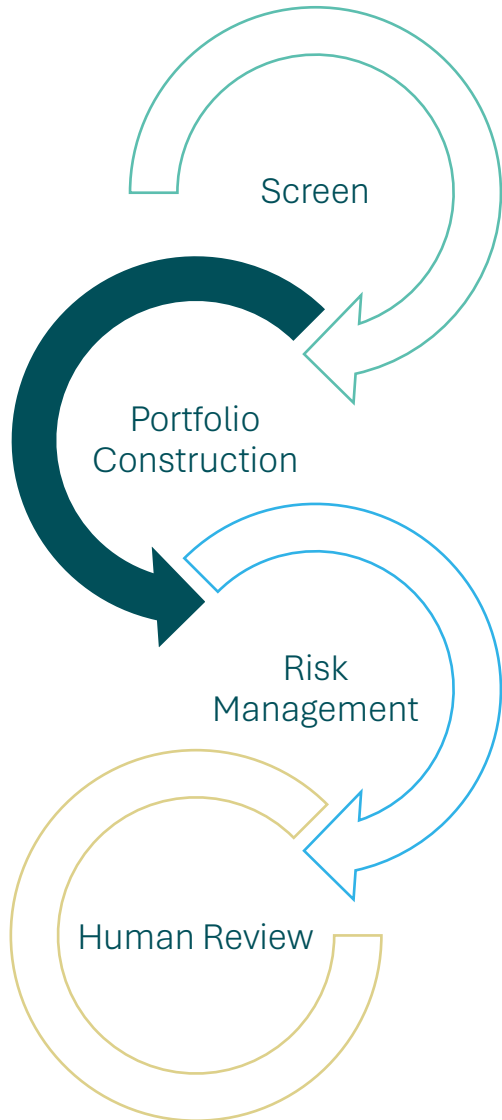 Screen
Portfolio
Construction
Risk
Management
Human Review